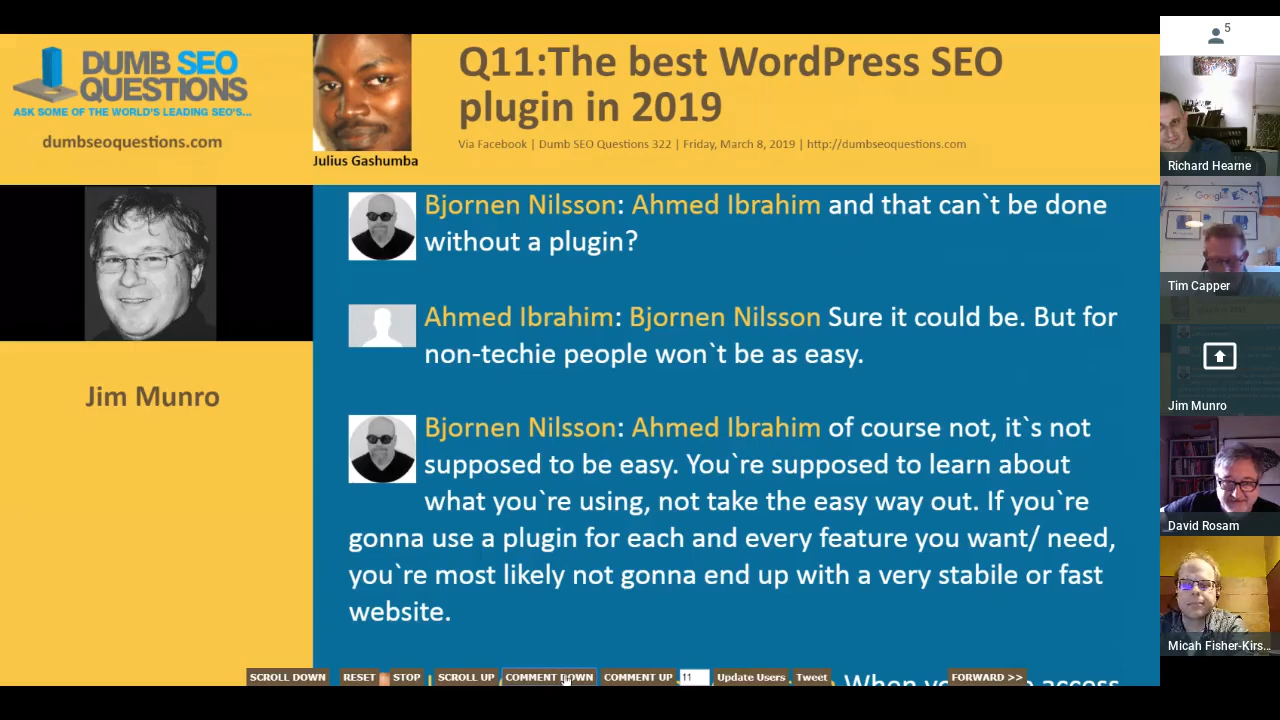 DUMB SEO
QUESTIONS
ASK SOME OF THE WORLD'S LEADING SEO'S...
dumbseoquestions.com
Julius Gashumba
Q11:The best WordPress SEO
plugin in 2019
Via Facebook | Dumb SEO Questions 322 | Friday, March 8, 2019 | http://dumbseoquestions.com
Jim Munro
Bjornen Nilsson: Ahmed Ibrahim and that can`t be done
without a plugin?
Ahmed Ibrahim: Bjornen Nilsson Sure it could be. But for
non-techie people won`t be as easy.
Bjornen Nilsson: Ahmed Ibrahim of course not, it`s not
supposed to be easy. You`re supposed to learn about
what you`re using, not take the easy way out. If you`re
gonna use a plugin for each and every feature you want/ need,
you`re most likely not gonna end up with a very stabile or fast
website.
When access
SCROLL DOWN RESET STOP SCROLL UP COMMENT DOWN COMMENT UP 11 Update Users Tweet FORWARD >>
5
Richard Hearne
Google
Tim Capper
Jim Munro
David Rosam
Micah Fisher-Kirs...